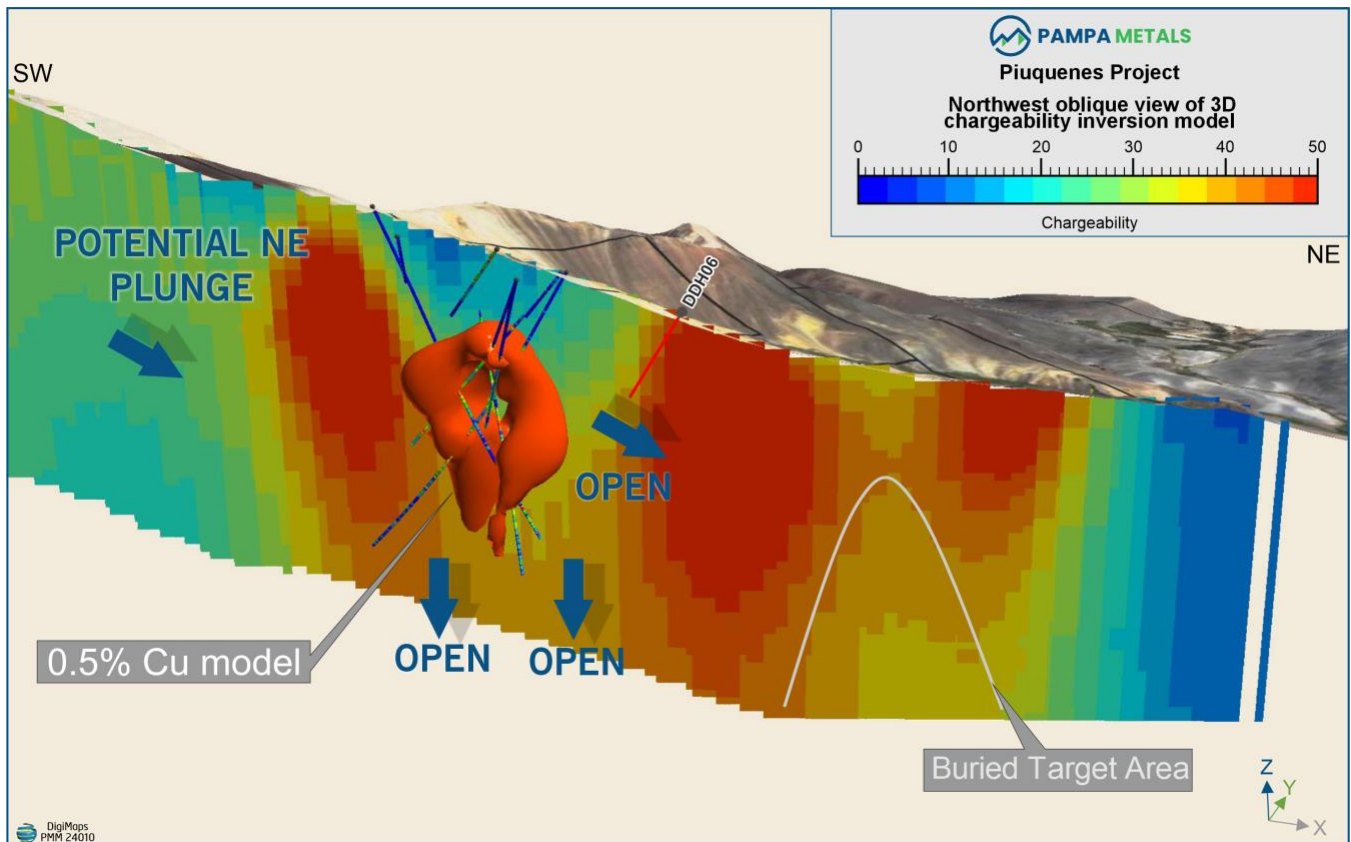 PAMPA METALS
Piuquenes Project
Northwest oblique view of 3D
chargeability inversion model
0 10 20 30 40 50
Chargeability
SW
NE
POTENTIAL NE
PLUNGE
DDH06
OPEN
OPEN OPEN
0.5% Cu model
Buried Target Area
Z
Y
X
DigiMaps
PMM 24010